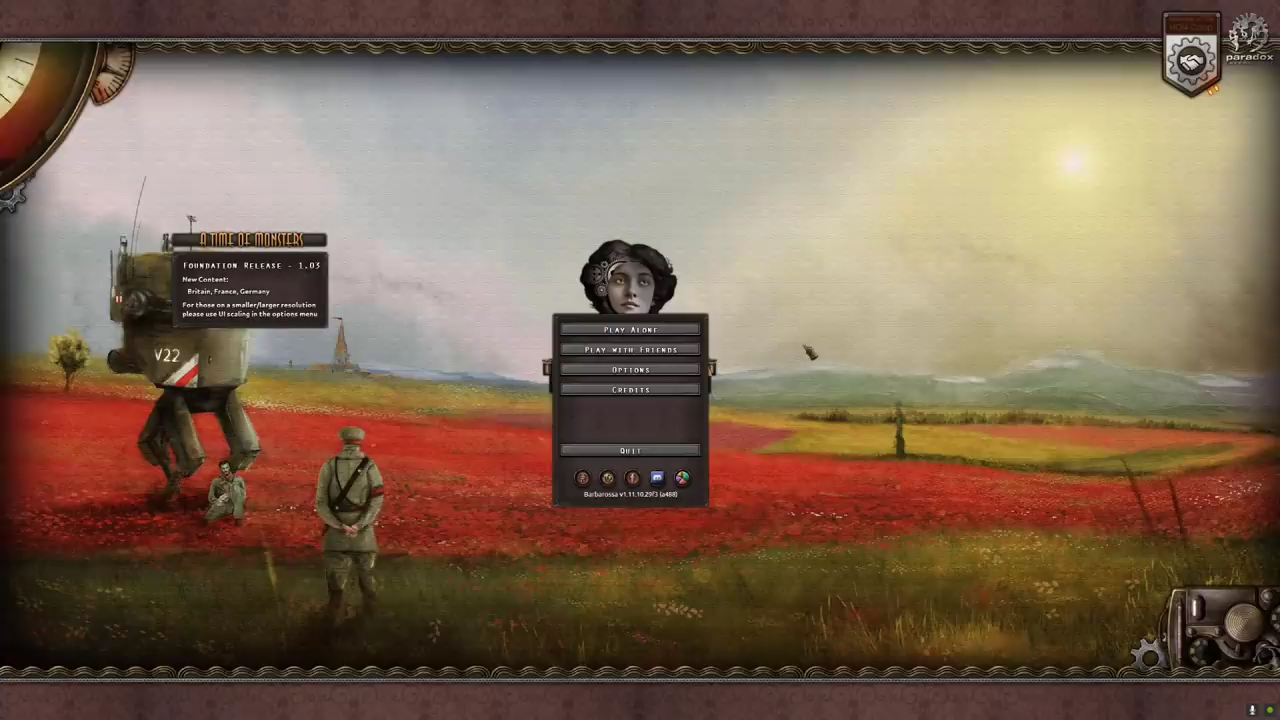 paradox
A TIME OF MONSTERS
FOUNDATION RELEASE - 1.03
New Content:
Britain, France, Germany
For those on a smaller/larger resolution
please use UI scaling in the options menu
V22
PLAY ALONE
PLAY WITH FRIENDS
OPTIONS
CREDITS
QUIT
Barbarossa v1.11.10.29f3 (a488)